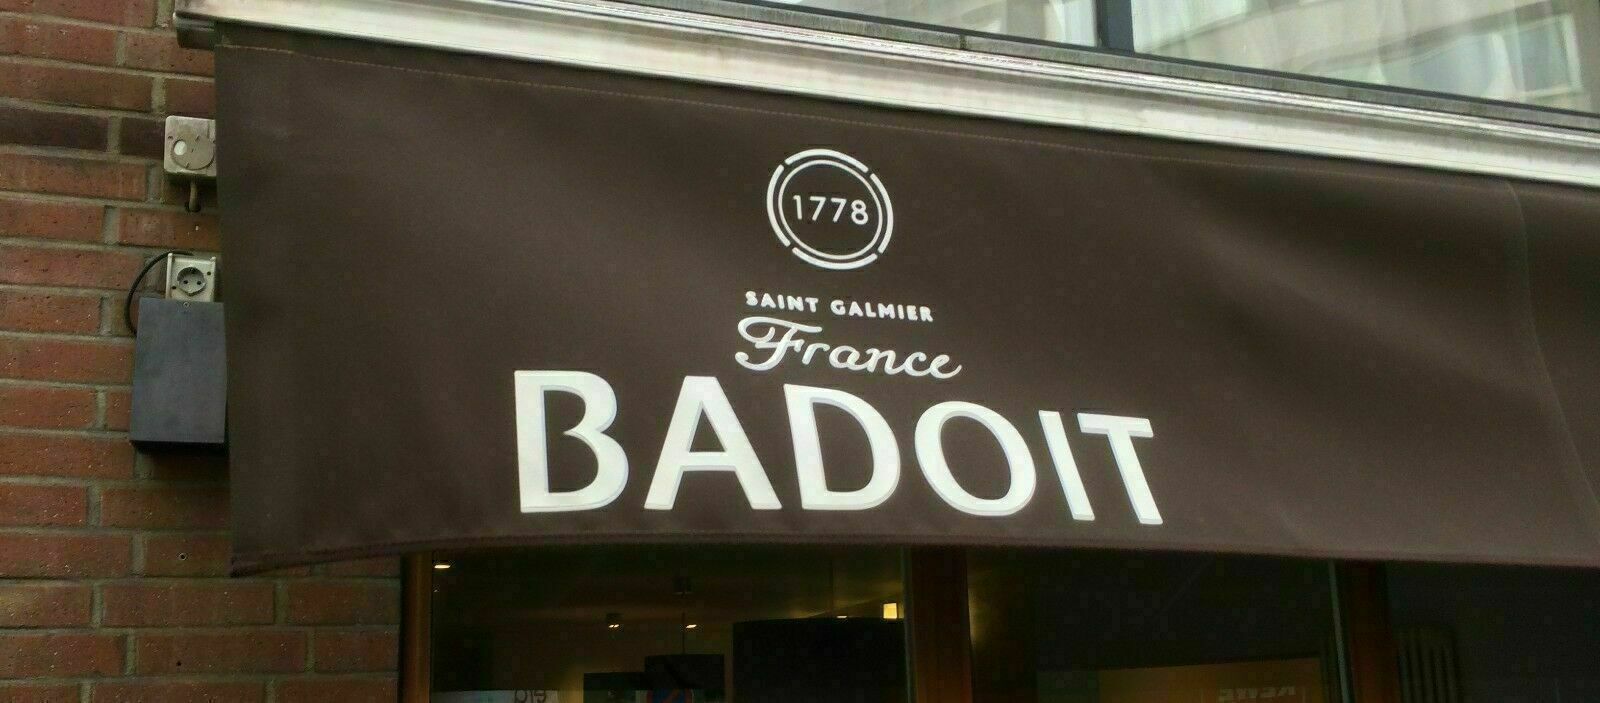 1778
SAINT GALMIER
France
BADOIT